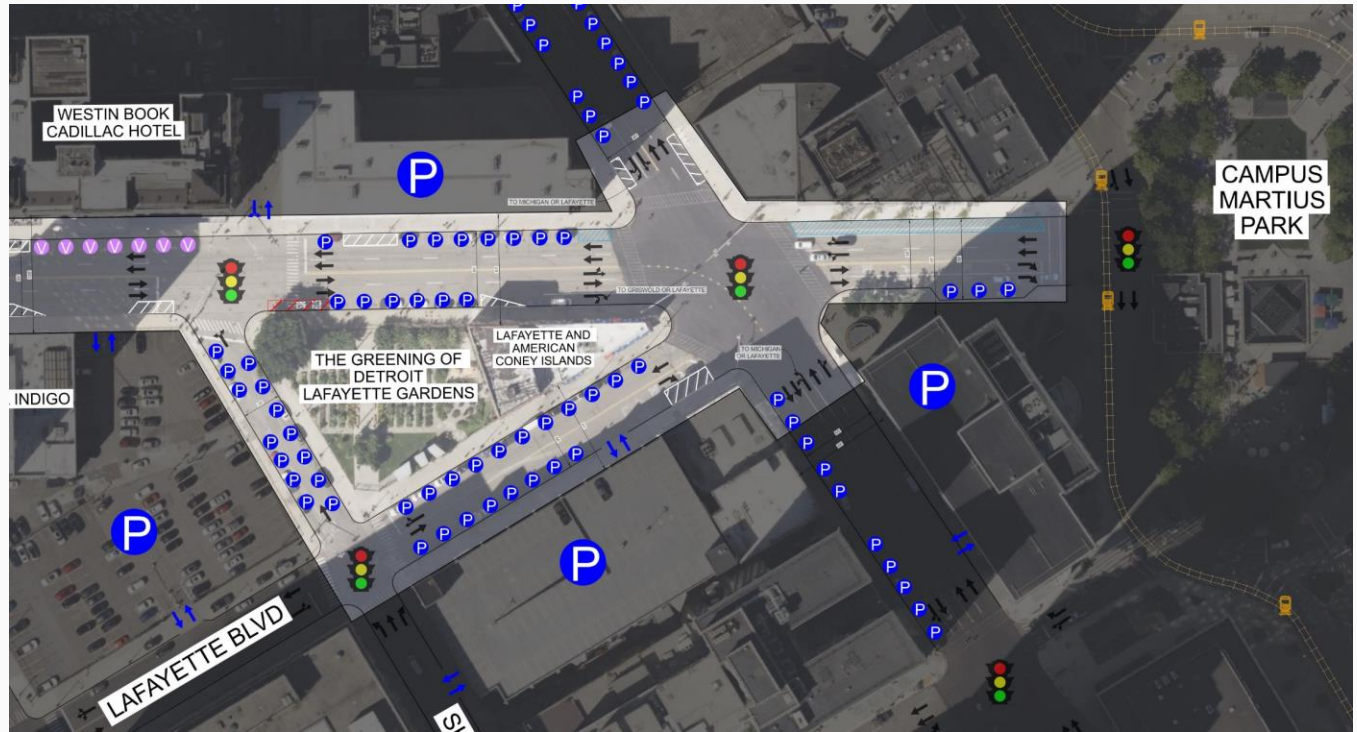 WESTIN BOOK
CADILLAC HOTEL
P
TO MICHIGAN OR LAFAYETTE
CAMPUS
MARTIUS
PARK
TO GRISWOLD OR LAFAYETTE
LAFAYETTE AND
AMERICAN
CONEY ISLANDS
THE GREENING OF
DETROIT
LAFAYETTE GARDENS
TO MICHIGAN
OR LAFAYETTE
INDIGO
P
P
P
LAFAYETTE BLVD